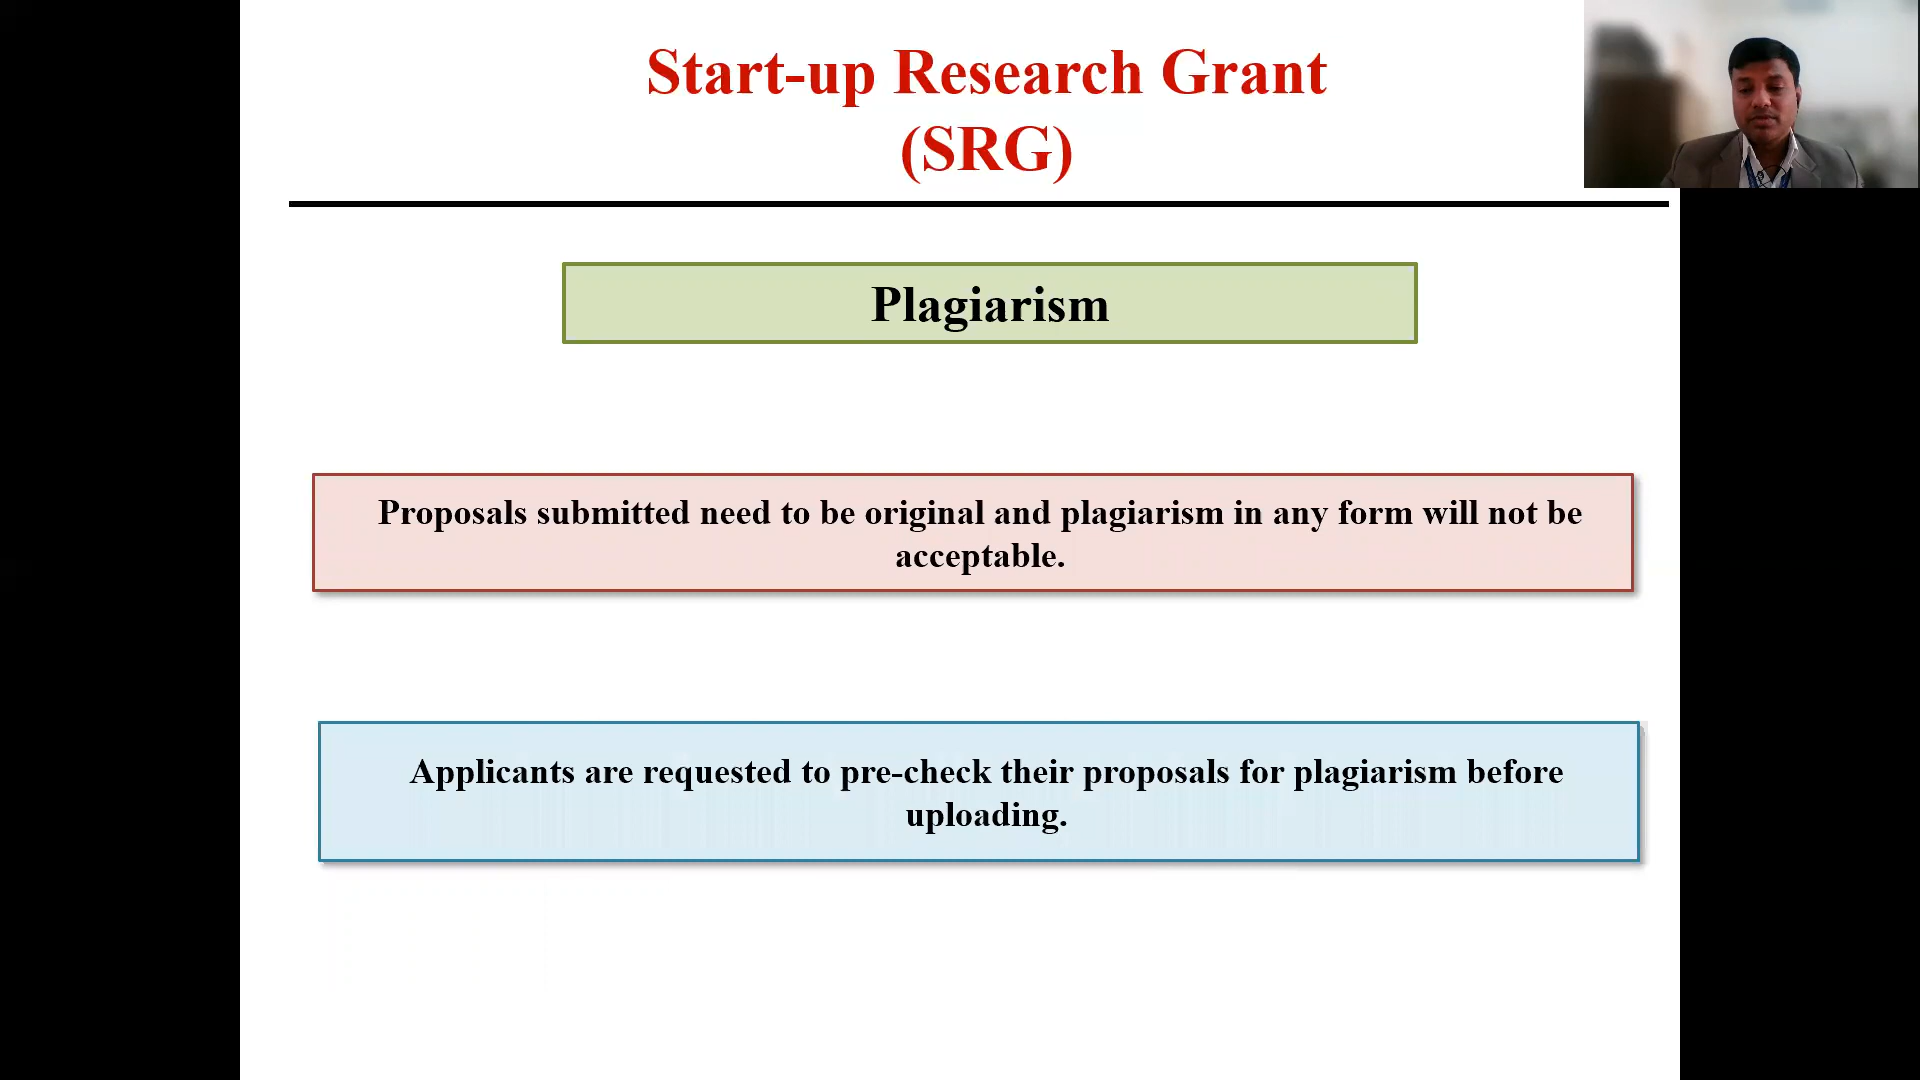 Start-up Research Grant
(SRG)
Plagiarism
Proposals submitted need to be original and plagiarism in any form will not be
acceptable.
Applicants are requested to pre-check their proposals for plagiarism before
uploading.